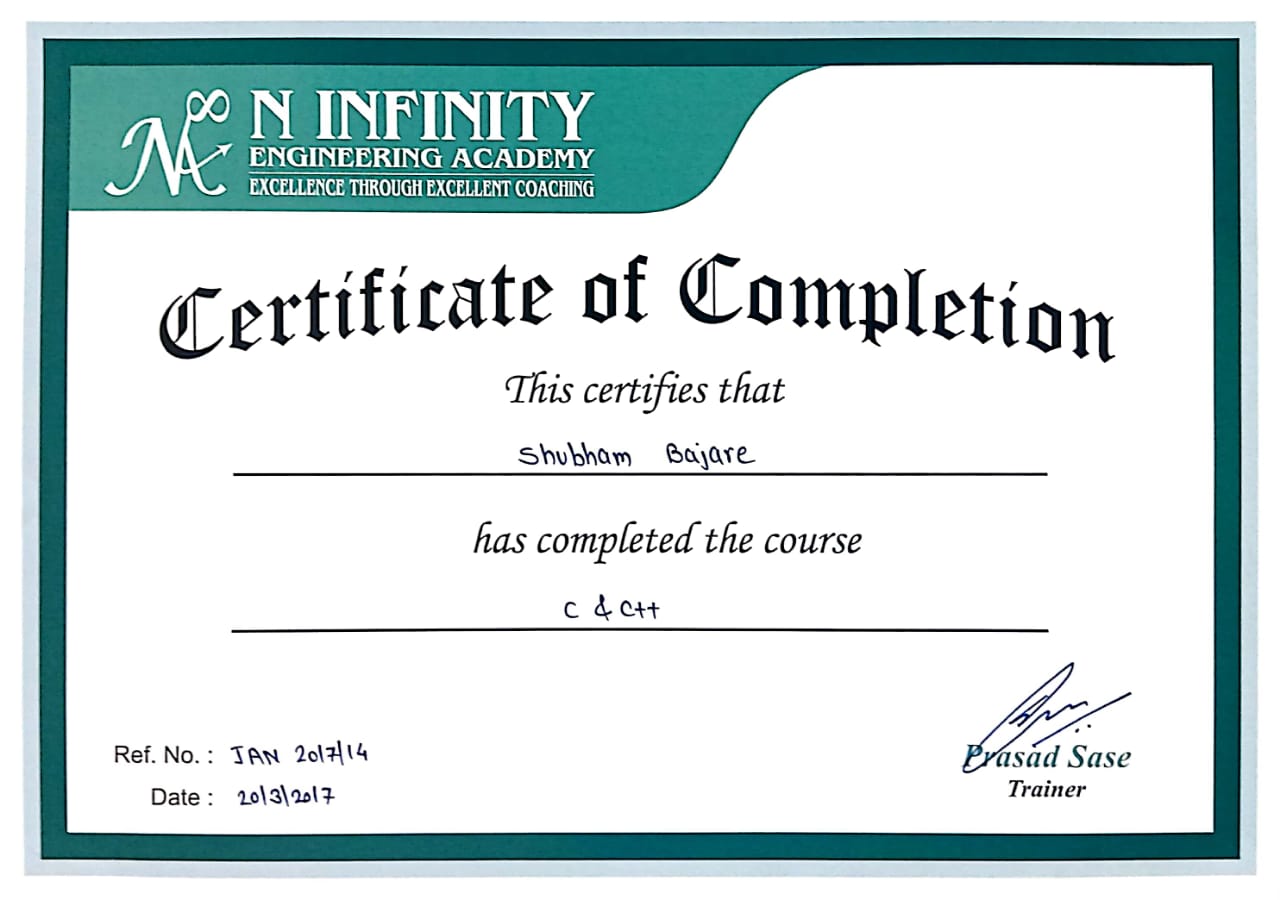 N INFINITY
ENGINEERING ACADEMY
EXCELLENCE THROUGH EXCELLENT COACHING
Certificate of Completion
This certifies that
Shubham Bajare
has completed the course
C & C++
Ref. No. : JAN 2017/14
Date : 20/3/2017
Prasad Sase
Trainer